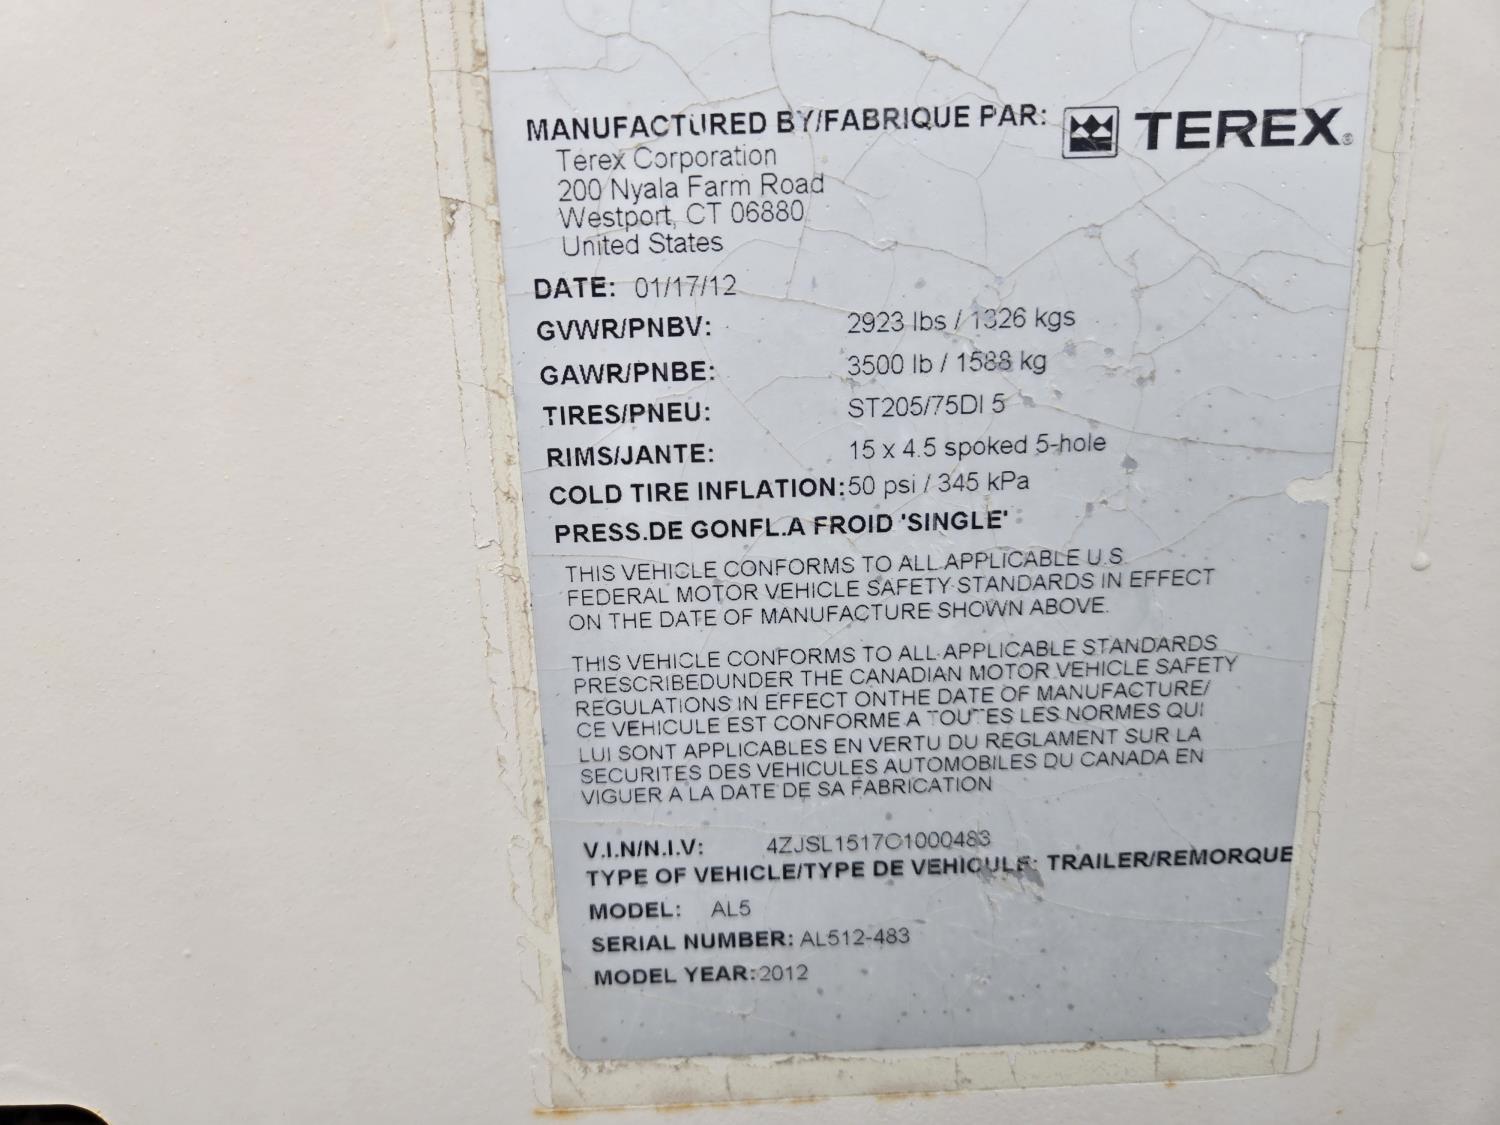 MANUFACTURED BY/FABRIQUE PAR: TEREX®
Terex Corporation
200 Nyala Farm Road
Westport, CT 06880
United States
DATE: 01/17/12
GVWR/PNBV: 2923 lbs / 1326 kgs
GAWR/PNBE: 3500 lb / 1588 kg
TIRES/PNEU: ST205/75DI 5
RIMS/JANTE: 15 x 4.5 spoked 5-hole
COLD TIRE INFLATION: 50 psi / 345 kPa
PRESS.DE GONFL.A FROID 'SINGLE'
THIS VEHICLE CONFORMS TO ALL APPLICABLE U.S
FEDERAL MOTOR VEHICLE SAFETY STANDARDS IN EFFECT
ON THE DATE OF MANUFACTURE SHOWN ABOVE.
THIS VEHICLE CONFORMS TO ALL APPLICABLE STANDARDS
PRESCRIBEDUNDER THE CANADIAN MOTOR VEHICLE SAFETY
REGULATIONS IN EFFECT ONTHE DATE OF MANUFACTURE/
CE VEHICULE EST CONFORME A TOUTES LES NORMES QUI
LUI SONT APPLICABLES EN VERTU DU REGLAMENT SUR LA
SECURITES DES VEHICULES AUTOMOBILES DU CANADA EN
VIGUER A LA DATE DE SA FABRICATION
V.I.N/N.I.V: 4ZJSL1517C1000483
TYPE OF VEHICLE/TYPE DE VEHICULE: TRAILER/REMORQUE
MODEL: AL5
SERIAL NUMBER: AL512-483
MODEL YEAR: 2012